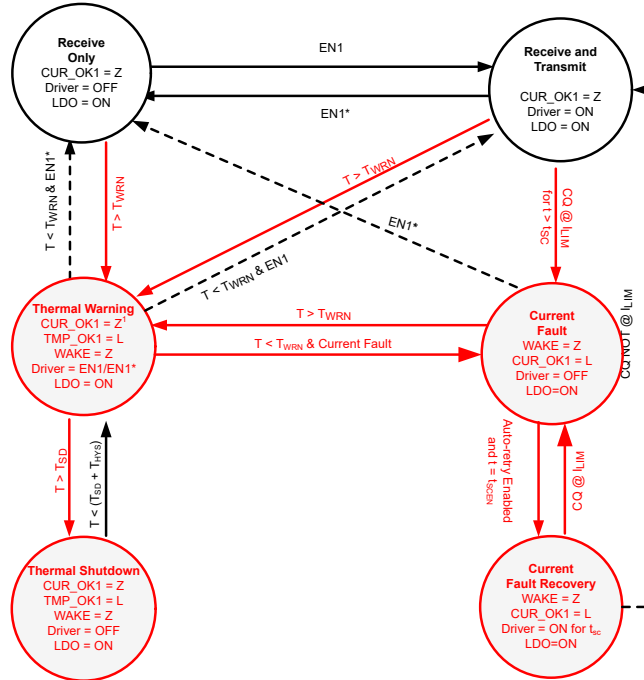 Receive
Only
CUR_OK1 = Z
Driver = OFF
LDO = ON
EN1
EN1*
Receive and
Transmit
CUR_OK1 = Z
Driver = ON
LDO = ON
T < TWRN & EN1*
T > TWRN
T > TWRN
T < TWRN & EN1
EN1*
CQ @ ILIM
for t > tSC
CQ NOT @ ILIM
Thermal Warning
CUR_OK1 = Z1
TMP_OK1 = L
WAKE = Z
Driver = EN1/EN1*
LDO = ON
T > TWRN
T < TWRN & Current Fault
Current
Fault
WAKE = Z
CUR_OK1 = L
Driver = OFF
LDO=ON
T > TSD
T < (TSD + THYS)
Auto-retry Enabled
and t = tSCEN
CQ @ ILIM
Thermal Shutdown
CUR_OK1 = Z
TMP_OK1 = L
WAKE = Z
Driver = OFF
LDO = ON
Current
Fault Recovery
WAKE = Z
CUR_OK1 = L
Driver = ON for tsc
LDO=ON